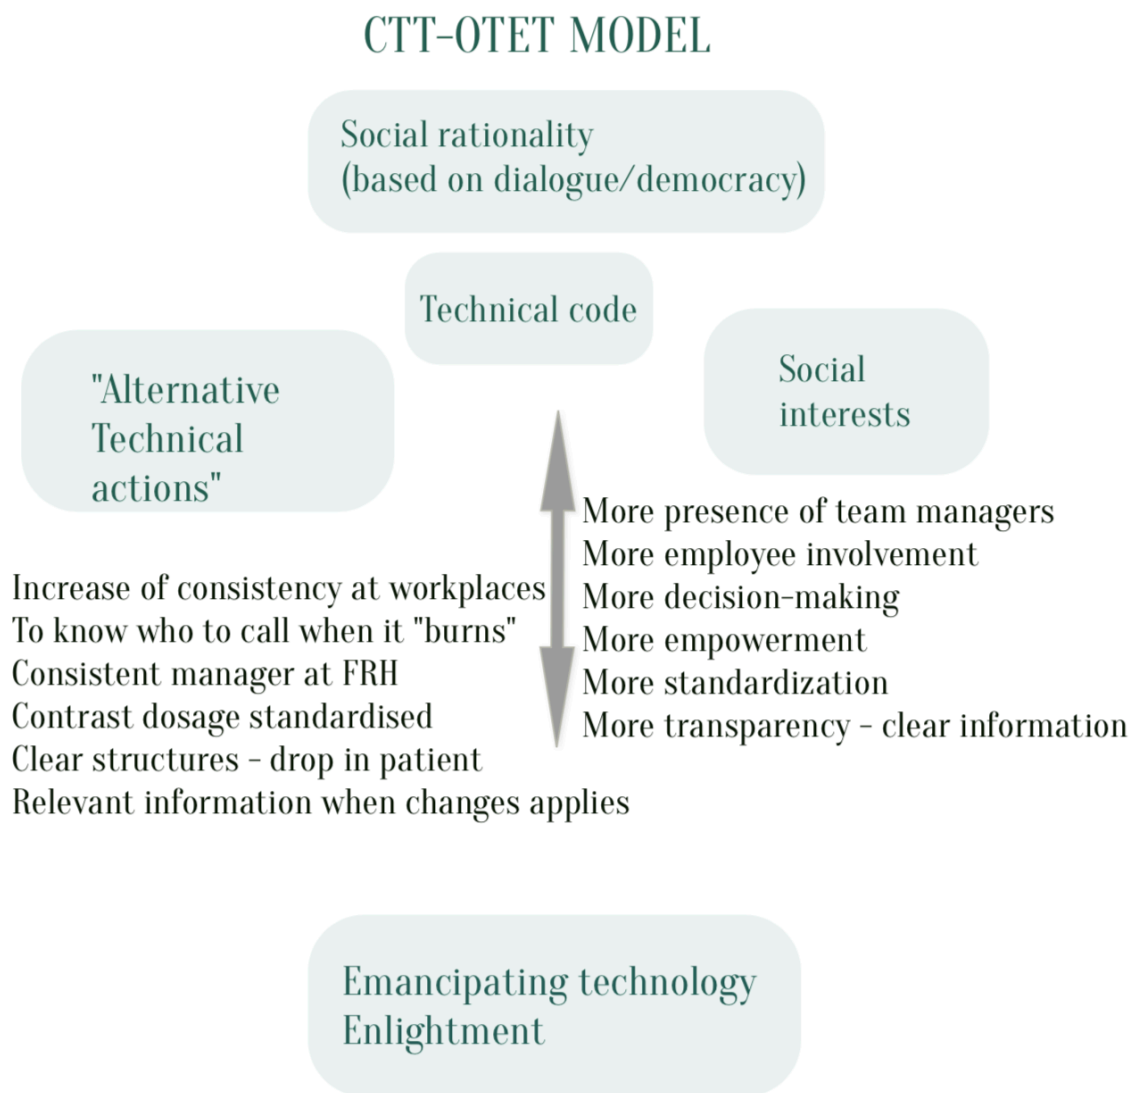 CTT-OTET MODEL
Social rationality
(based on dialogue/democracy)
Technical code
"Alternative
Technical
actions"
Social
interests
Increase of consistency at workplaces
To know who to call when it "burns"
Consistent manager at FRH
Contrast dosage standardised
Clear structures - drop in patient
Relevant information when changes applies
More presence of team managers
More employee involvement
More decision-making
More empowerment
More standardization
More transparency - clear information
Emancipating technology
Enlightment